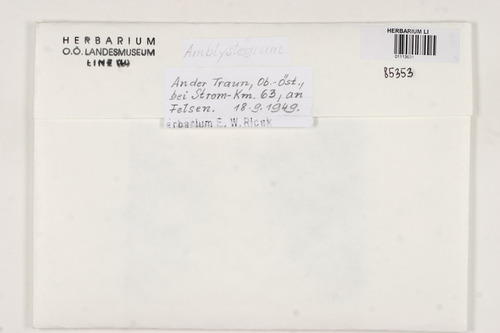 HERBARIUM
O.Ö. LANDESMUSEUM
LINZ
HERBARIUM LI
85353
Amblystegium
An der Traun, Ob.-Öst.,
bei Strom-Km. 63, an
Felsen. 18.9.1949.
erbarium E. W. Ricek